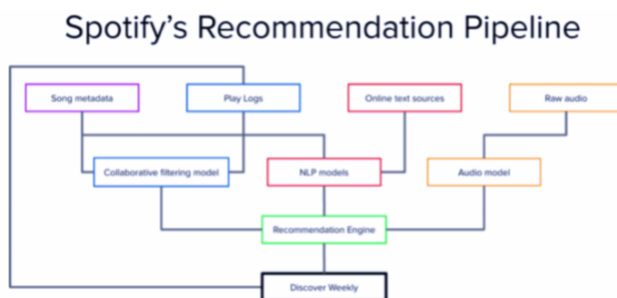 Spotify's Recommendation Pipeline
Song metadata
Play Logs
Online text sources
Raw audio
Collaborative filtering model
NLP models
Audio model
Recommendation Engine
Discover Weekly